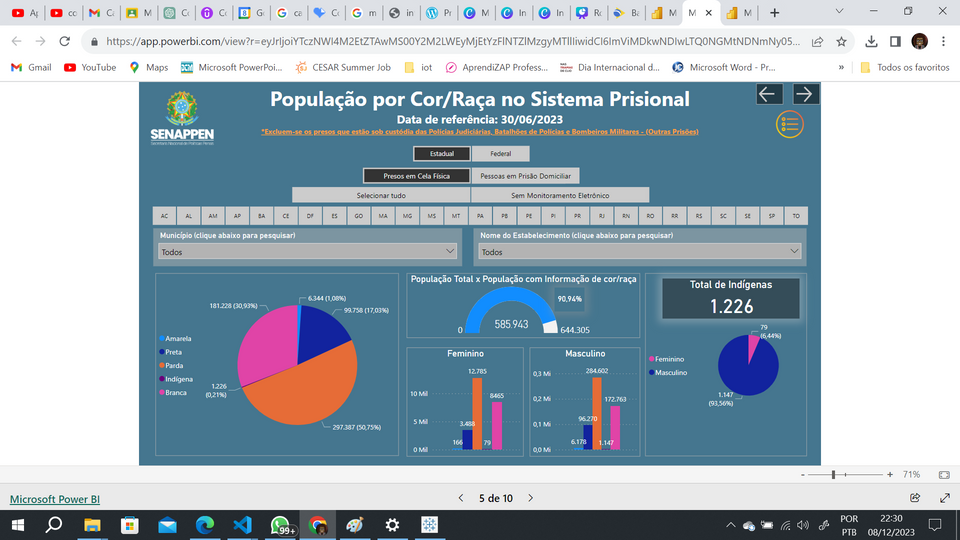 https://app.powerbi.com/view?r=eyJrIjoiYTczNWI4M2EtZTAwMS00Y2M2LWEyMjEtYzFlNTZlMzgyMTllIiwidCI6ImViMDkwNDIwLTQ0NGMtNDNmNy05...
Gmail
YouTube
Maps
Microsoft PowerPoi...
CESAR Summer Job
iot
AprendiZAP Profess...
Dia Internacional d...
Microsoft Word - Pr...
»
Todos os favoritos
SENAPPEN
Secretaria Nacional de Políticas Penais
População por Cor/Raça no Sistema Prisional
Data de referência: 30/06/2023
*Excluem-se os presos que estão sob custódia das Polícias Judiciárias, Batalhões de Polícias e Bombeiros Militares - (Outras Prisões)
Estadual
Federal
Presos em Cela Física
Pessoas em Prisão Domiciliar
Selecionar tudo
Sem Monitoramento Eletrônico
AC AL AM AP BA CE DF ES GO MA MG MS MT PA PB PE PI PR RJ RN RO RR RS SC SE SP TO
Município (clique abaixo para pesquisar)
Todos
Nome do Estabelecimento (clique abaixo para pesquisar)
Todos
6.344 (1,08%)
181.228 (30,93%)
99.758 (17,03%)
Amarela
Preta
Parda
Indígena
Branca
1.226
(0,21%)
297.387 (50,75%)
População Total x População com Informação de cor/raça
90,94%
585.943
0
644.305
Feminino
12.785
10 Mil
8465
5 Mil
3.488
166
79
0 Mil
Masculino
284.602
0,3 Mi
0,2 Mi
172.763
96.270
0,1 Mi
6.178
1.147
0,0 Mi
Total de Indígenas
1.226
79
(6,44%)
Feminino
Masculino
1.147
(93,56%)
- + 71%
Microsoft Power BI
5 de 10
99+
POR
PTB
22:30
08/12/2023